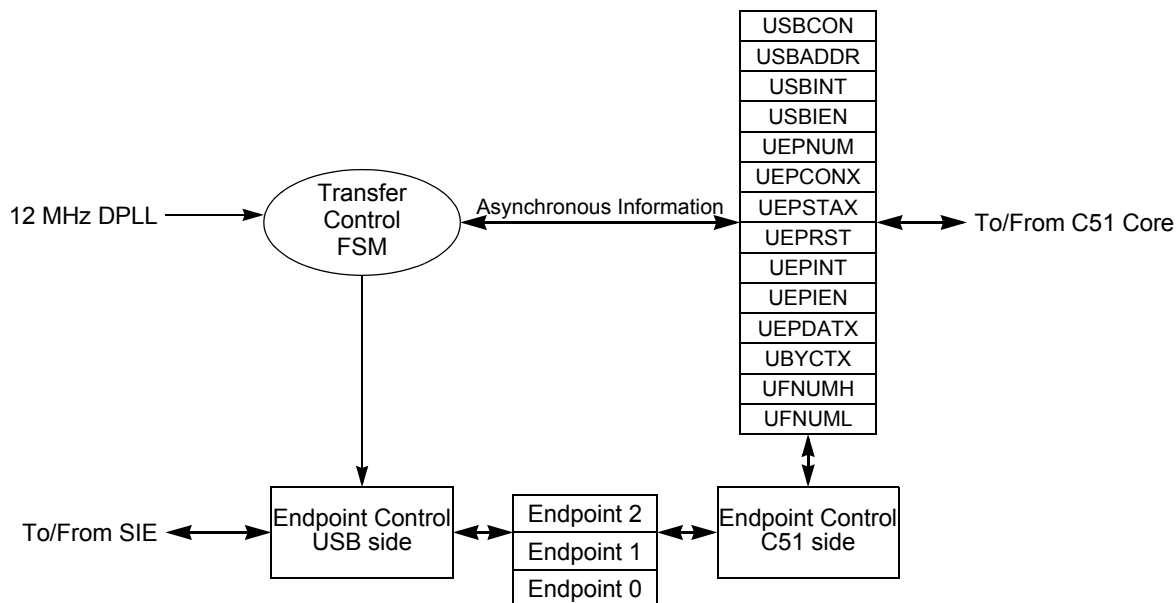 USBCON
USBADDR
USBINT
USBIEN
UEPNUM
UEPCONX
UEPSTAX
UEPRST
UEPINT
UEPIEN
UEPDATX
UBYCTX
UFNUMH
UFNUML
12 MHz DPLL
Transfer
Control
FSM
Asynchronous Information
To/From C51 Core
To/From SIE
Endpoint Control
USB side
Endpoint 2
Endpoint 1
Endpoint 0
Endpoint Control
C51 side